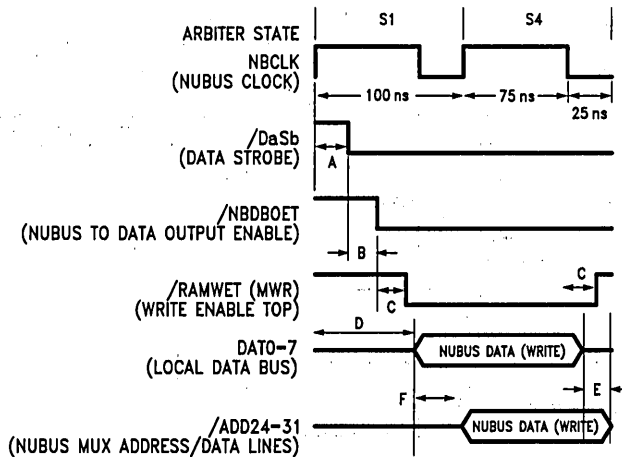 S1 S4
ARBITER STATE
NBCLK
(NUBUS CLOCK)
100 ns 75 ns
25 ns
/DaSb
(DATA STROBE)
A
/NBDBOET
(NUBUS TO DATA OUTPUT ENABLE)
B
/RAMWET (MWR)
(WRITE ENABLE TOP)
C C
D
DAT0-7
(LOCAL DATA BUS)
NUBUS DATA (WRITE)
E
F
/ADD24-31
(NUBUS MUX ADDRESS/DATA LINES)
NUBUS DATA (WRITE)